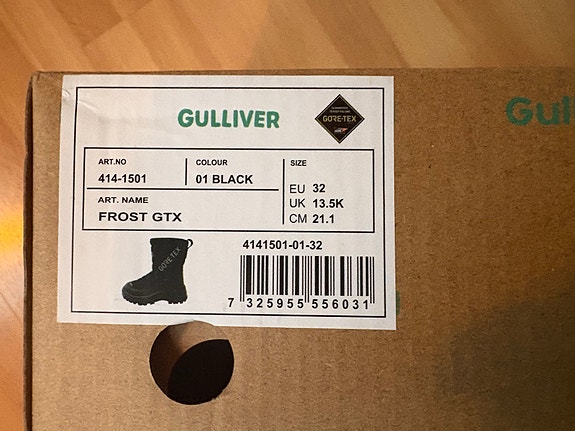 GULLIVER
GORE-TEX
Gul
ART.NO
414-1501
COLOUR
01 BLACK
ART. NAME
FROST GTX
SIZE
EU 32
UK 13.5K
CM 21.1
4141501-01-32
GORE-TEX
7 325955 556031